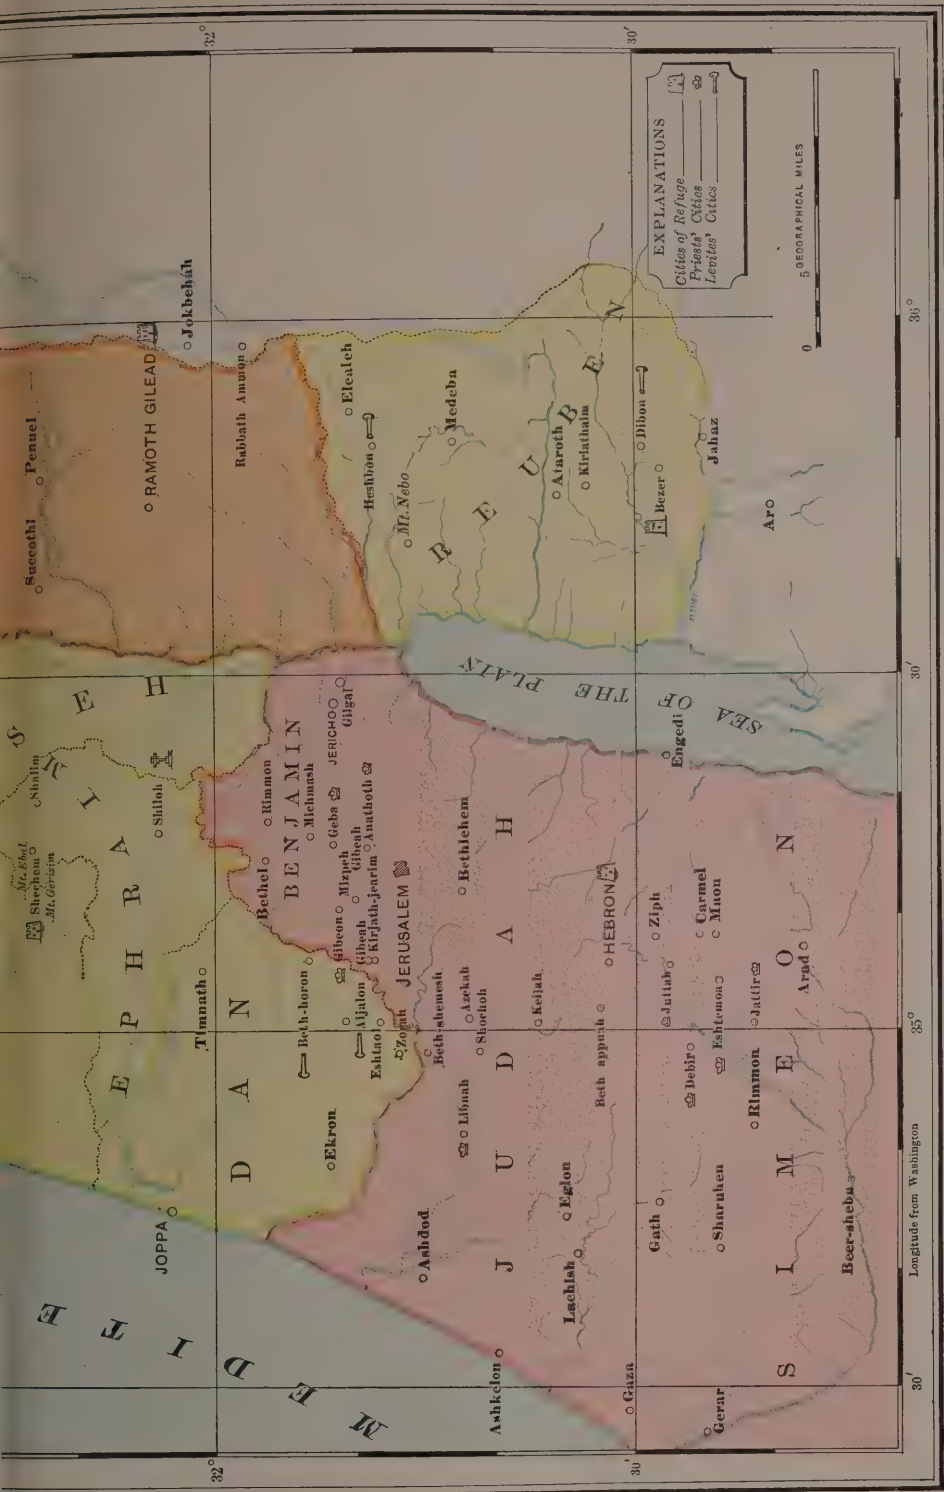 32°
30'
EXPLANATIONS
Cities of Refuge
Priests' Cities
Levites' Cities
0 5 GEOGRAPHICAL MILES
36°
30'
35°
30'
32°
30'
Longitude from Washington
MEDITE
SEH
EPHRAI
DAN
BENJAMIN
JUDAH
SIMEON
REUBEN
SEA OF THE PLAIN
Succoth
Penuel
RAMOTH GILEAD
Jokbehah
Rabbath Ammon
Elealeh
Heshbon
Mt. Nebo
Medeba
Ataroth
Kiriathaim
Dibon
Bezer
Jahaz
Aro
Shalim
Mt. Ebal
Shechem
Mt. Gerizim
Shiloh
Timnath
JOPPA
Rimmon
Michmash
Bethel
Geba
JERICHO
Gilgal
Mizpeh
Gibeah
Anathoth
Gibeon
Gibeah
Kirjath-jearim
JERUSALEM
Beth-horon
Aijalon
Eshtaol
Zorah
Ekron
Beth-shemesh
Azekah
Shochoh
Bethlehem
Libnah
Ashdod
Keilah
Beth appuah
HEBRON
Engedi
Eglon
Lachish
Ashkelon
Gaza
Gath
Gerar
Sharuhen
Ziph
Carmel
Maon
Juttah
Debir
Eshtemoa
Jattir
Rimmon
Arad
Beer-sheba